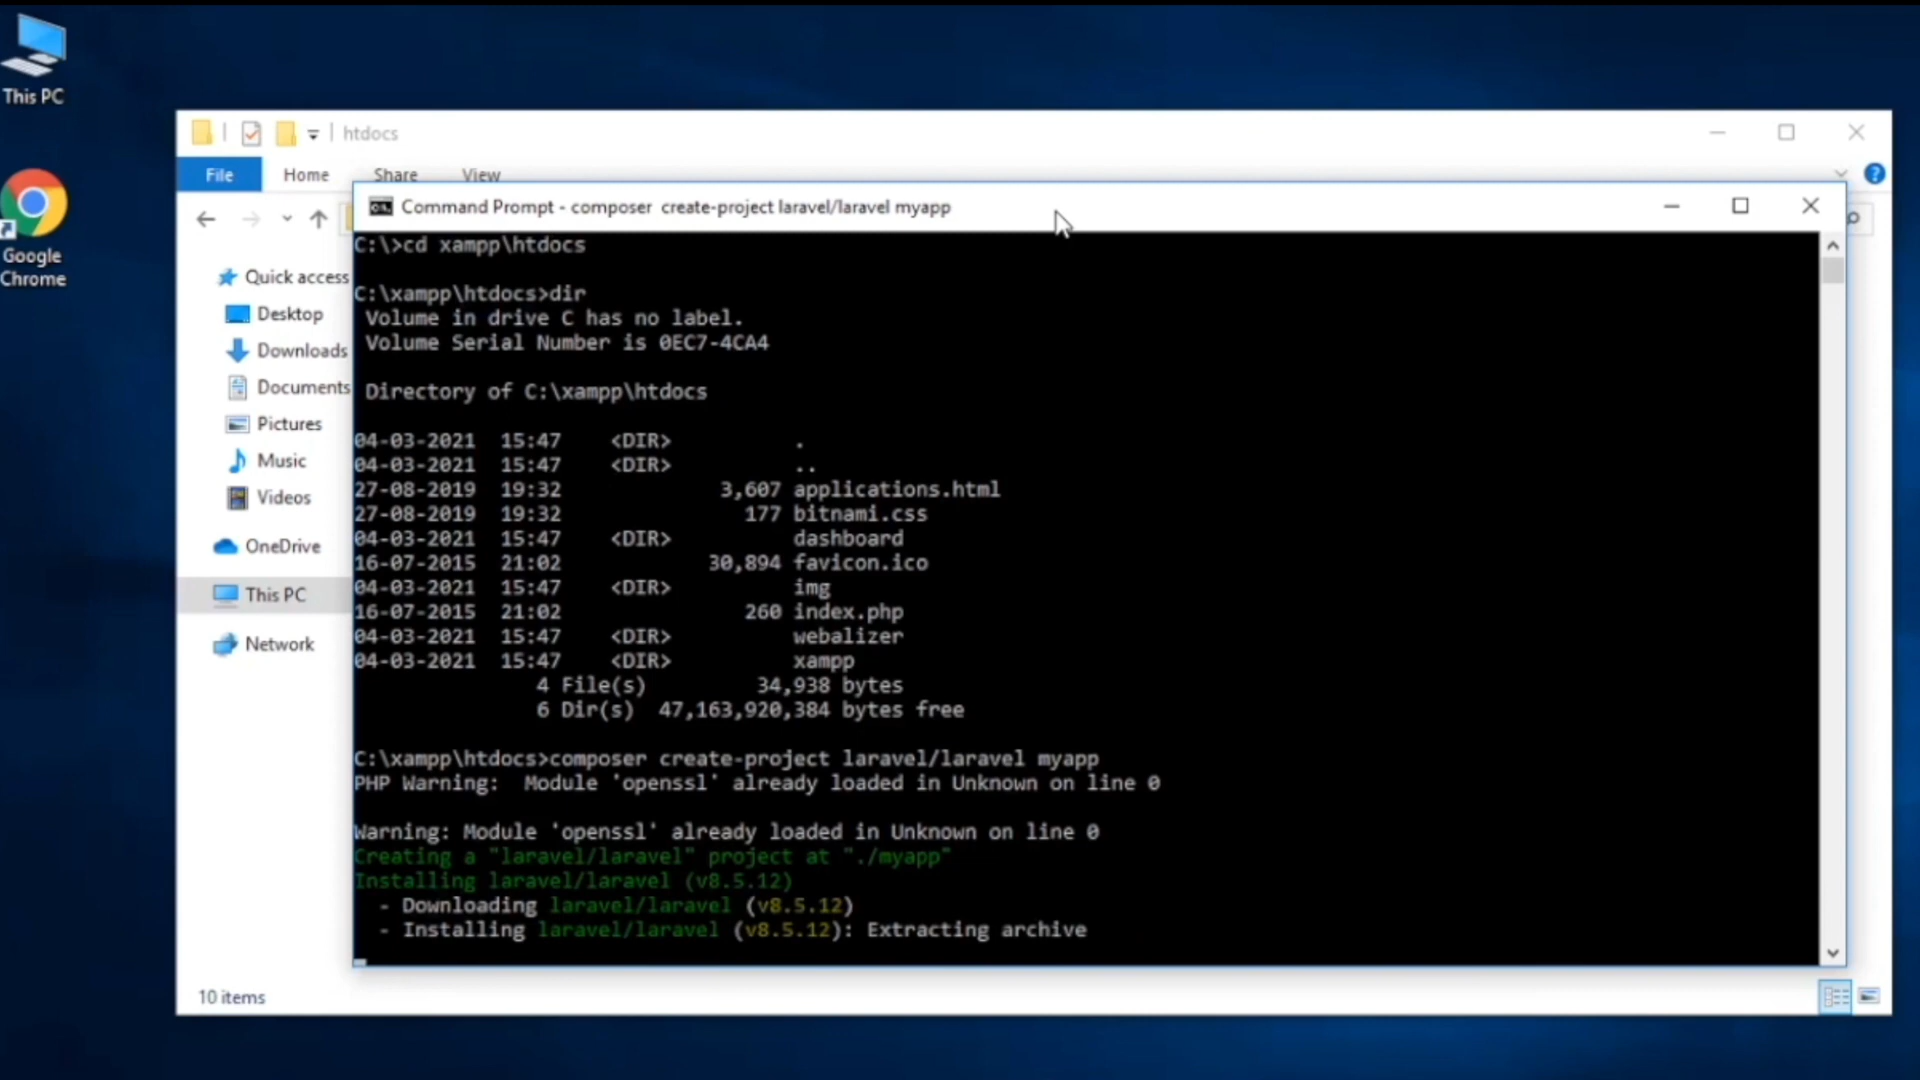 This PC
Google
Chrome
htdocs
File Home Share View
Command Prompt - composer  create-project laravel/laravel myapp
Quick access
Desktop
Downloads
Documents
Pictures
Music
Videos
OneDrive
This PC
Network
C:\>cd xampp\htdocs
C:\xampp\htdocs>dir
 Volume in drive C has no label.
 Volume Serial Number is 0EC7-4CA4
 Directory of C:\xampp\htdocs
04-03-2021  15:47    <DIR>          .
04-03-2021  15:47    <DIR>          ..
27-08-2019  19:32             3,607 applications.html
27-08-2019  19:32               177 bitnami.css
04-03-2021  15:47    <DIR>          dashboard
16-07-2015  21:02            30,894 favicon.ico
04-03-2021  15:47    <DIR>          img
16-07-2015  21:02               260 index.php
04-03-2021  15:47    <DIR>          webalizer
04-03-2021  15:47    <DIR>          xampp
               4 File(s)         34,938 bytes
               6 Dir(s)  47,163,920,384 bytes free
C:\xampp\htdocs>composer create-project laravel/laravel myapp
PHP Warning:  Module 'openssl' already loaded in Unknown on line 0
Warning: Module 'openssl' already loaded in Unknown on line 0
Creating a "laravel/laravel" project at "./myapp"
Installing laravel/laravel (v8.5.12)
  - Downloading laravel/laravel (v8.5.12)
  - Installing laravel/laravel (v8.5.12): Extracting archive
10 items